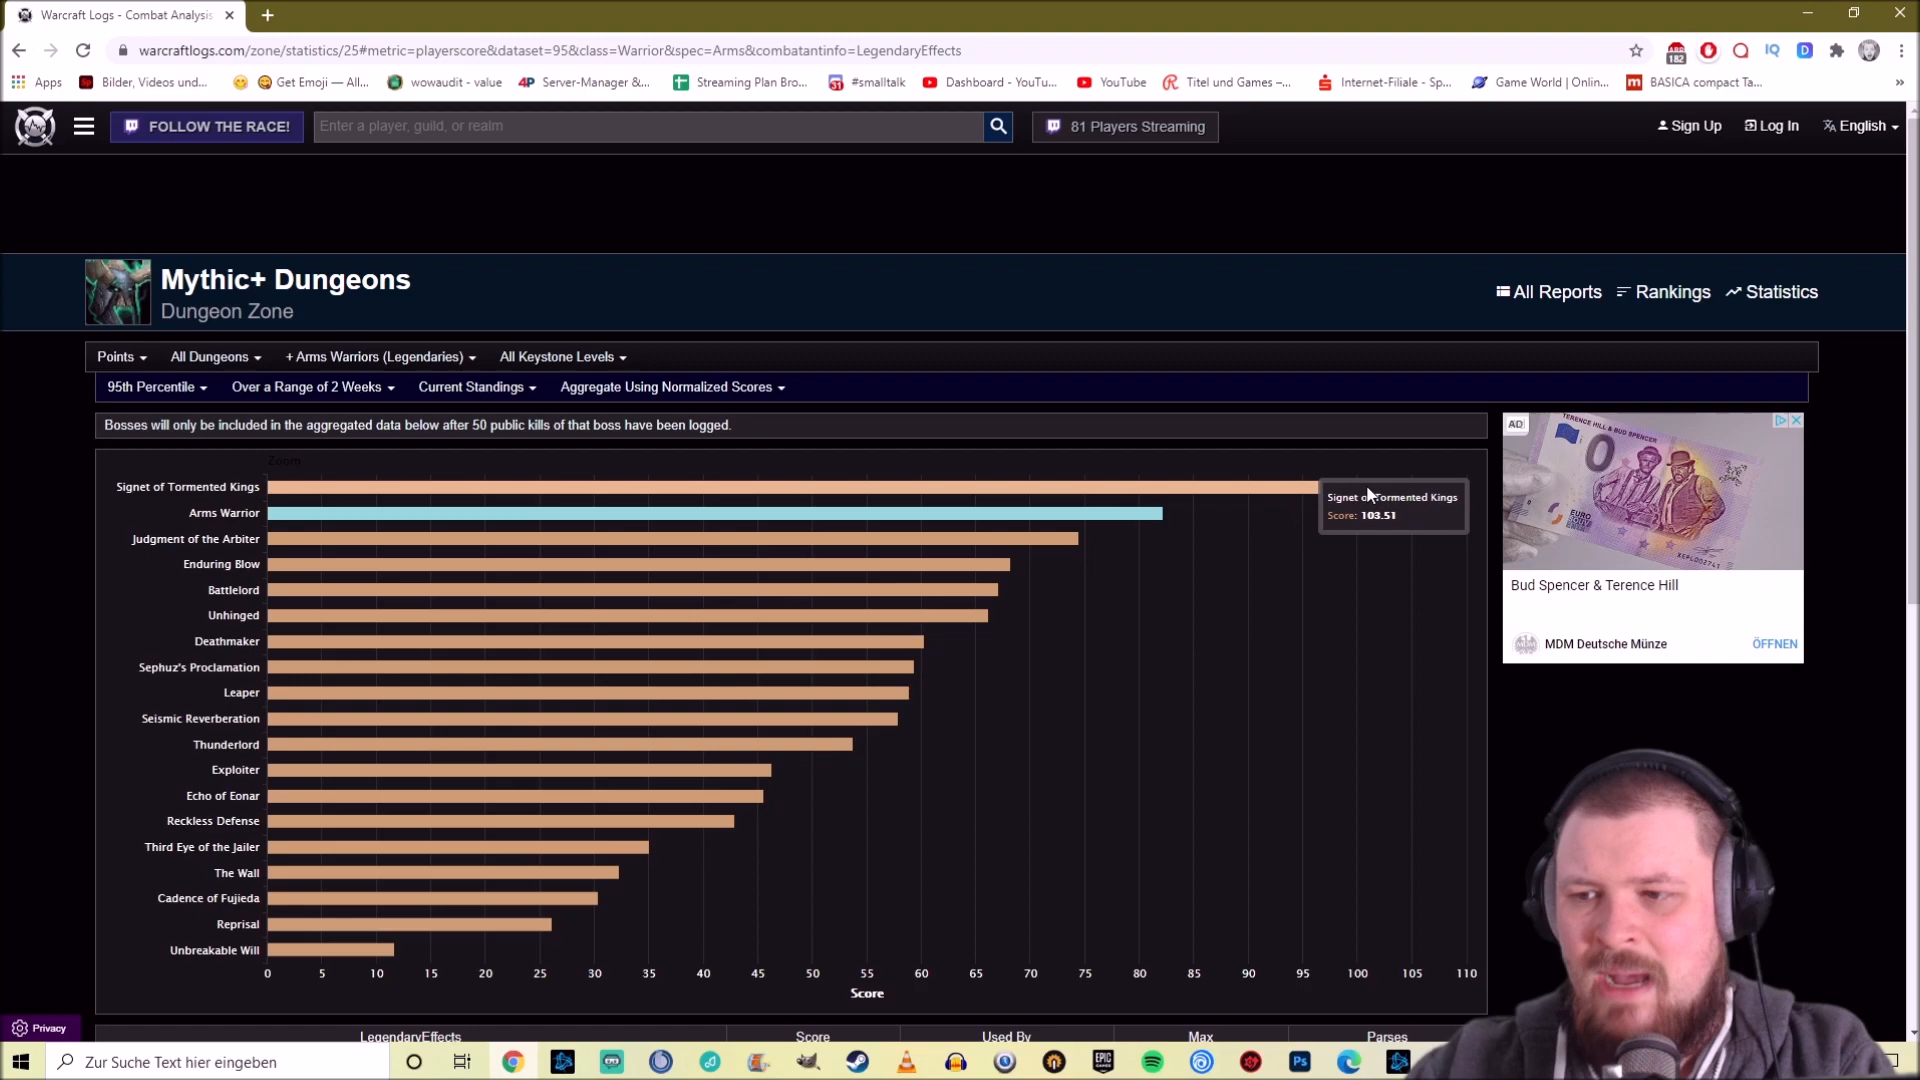 Warcraft Logs - Combat Analysis
warcraftlogs.com/zone/statistics/25#metric=playerscore&dataset=95&class=Warrior&spec=Arms&combatantinfo=LegendaryEffects
182
Apps
Bilder, Videos und...
Get Emoji — All...
wowaudit - value
Server-Manager &...
Streaming Plan Bro...
#smalltalk
Dashboard - YouTu...
YouTube
Titel und Games –...
Internet-Filiale - Sp...
Game World | Onlin...
BASICA compact Ta...
FOLLOW THE RACE!
Enter a player, guild, or realm
81 Players Streaming
Sign Up
Log In
English
Mythic+ Dungeons
Dungeon Zone
All Reports
Rankings
Statistics
Points
All Dungeons
+ Arms Warriors (Legendaries)
All Keystone Levels
95th Percentile
Over a Range of 2 Weeks
Current Standings
Aggregate Using Normalized Scores
Bosses will only be included in the aggregated data below after 50 public kills of that boss have been logged.
Zoom
Signet of Tormented Kings
Arms Warrior
Judgment of the Arbiter
Enduring Blow
Battlelord
Unhinged
Deathmaker
Sephuz's Proclamation
Leaper
Seismic Reverberation
Thunderlord
Exploiter
Echo of Eonar
Reckless Defense
Third Eye of the Jailer
The Wall
Cadence of Fujieda
Reprisal
Unbreakable Will
0 5 10 15 20 25 30 35 40 45 50 55 60 65 70 75 80 85 90 95 100 105 110
Score
Signet of Tormented Kings
Score: 103.51
AD
TERENCE HILL & BUD SPENCER
0
EURO
Bud Spencer & Terence Hill
MDM Deutsche Münze
ÖFFNEN
LegendaryEffects
Score
Used By
Max
Parses
Privacy
Zur Suche Text hier eingeben